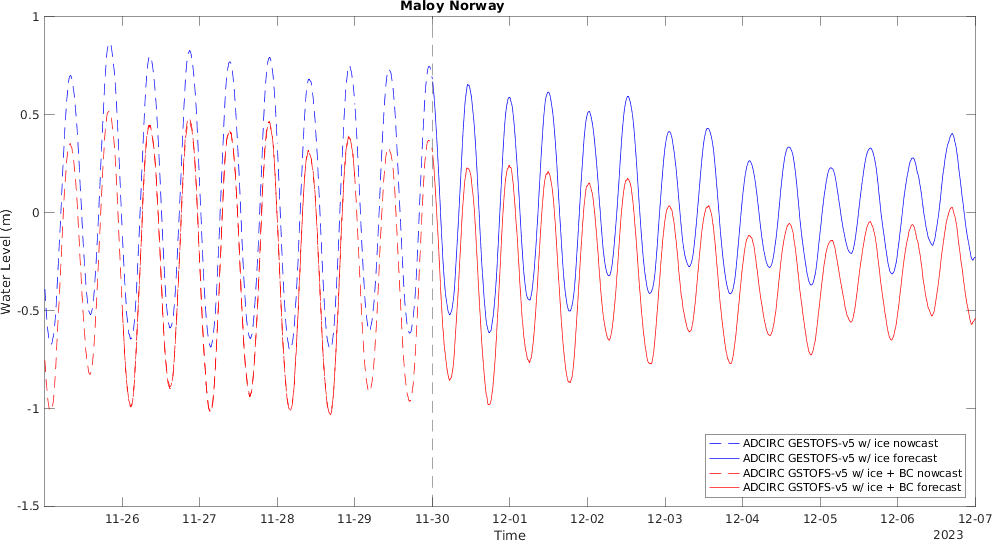 Maloy Norway
1
0.5
0
-0.5
-1
-1.5
Water Level (m)
ADCIRC GESTOFS-v5 w/ ice nowcast
ADCIRC GESTOFS-v5 w/ ice forecast
ADCIRC GSTOFS-v5 w/ ice + BC nowcast
ADCIRC GSTOFS-v5 w/ ice + BC forecast
11-26 11-27 11-28 11-29 11-30 12-01 12-02 12-03 12-04 12-05 12-06 12-07
Time
2023